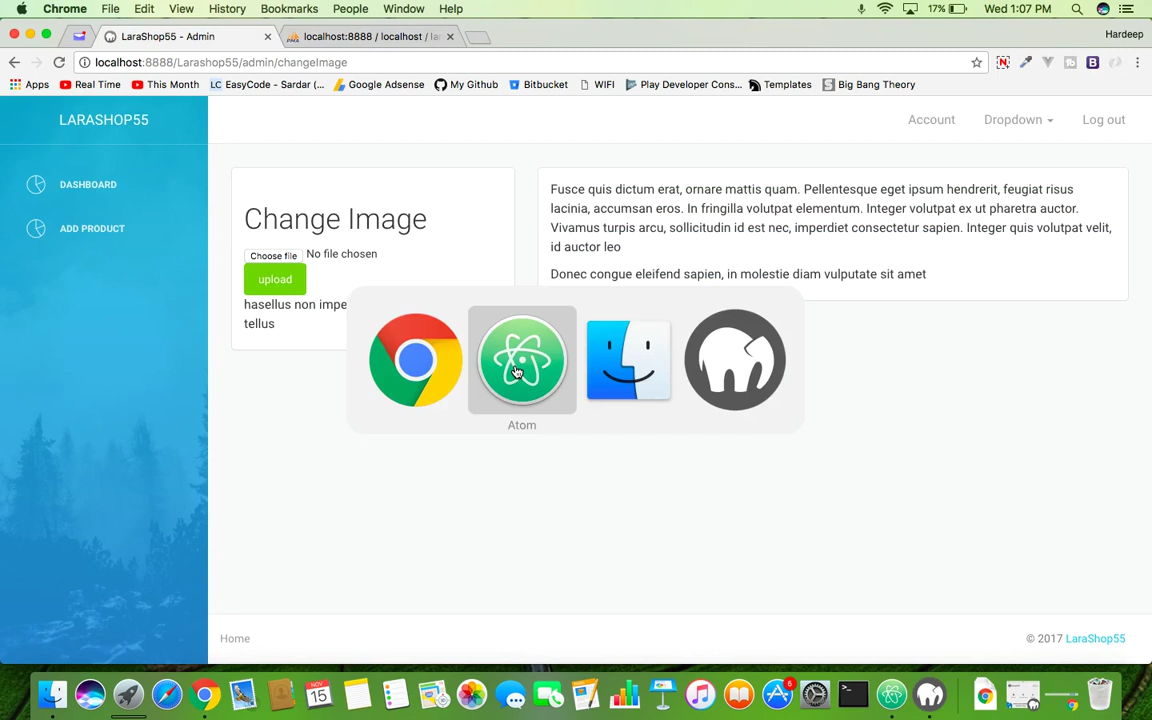 Chrome File Edit View History Bookmarks People Window Help 17% Wed 1:07 PM
LaraShop55 - Admin localhost:8888 / localhost / lar Hardeep
localhost:8888/Larashop55/admin/changeImage
Apps Real Time This Month LC EasyCode - Sardar (... Google Adsense My Github Bitbucket WIFI Play Developer Cons... Templates Big Bang Theory
LARASHOP55 Account Dropdown Log out
DASHBOARD
ADD PRODUCT
Change Image
Choose file No file chosen
upload
hasellus non impe
tellus
Fusce quis dictum erat, ornare mattis quam. Pellentesque eget ipsum hendrerit, feugiat risus
lacinia, accumsan eros. In fringilla volutpat elementum. Integer volutpat ex ut pharetra auctor.
Vivamus turpis arcu, sollicitudin id est nec, imperdiet consectetur sapien. Integer quis volutpat velit,
id auctor leo
Donec congue eleifend sapien, in molestie diam vulputate sit amet
Atom
Home © 2017 LaraShop55
15
6